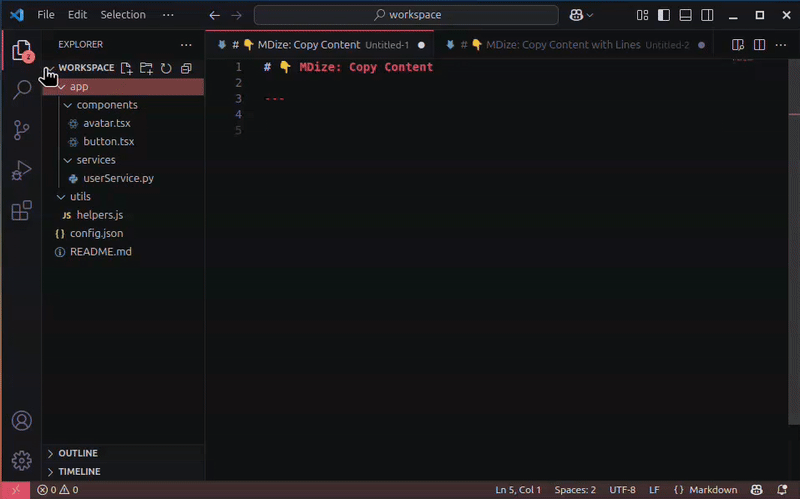 File Edit Selection ··· workspace
EXPLORER ···
# 👇 MDize: Copy Content Untitled-1
# 👇 MDize: Copy Content with Lines Untitled-2
WORKSPACE
app
components
avatar.tsx
button.tsx
services
userService.py
utils
JS helpers.js
{ } config.json
README.md
1 # 👇 MDize: Copy Content
2
3 ---
4
5
OUTLINE
TIMELINE
0 0 Ln 5, Col 1 Spaces: 2 UTF-8 LF { } Markdown